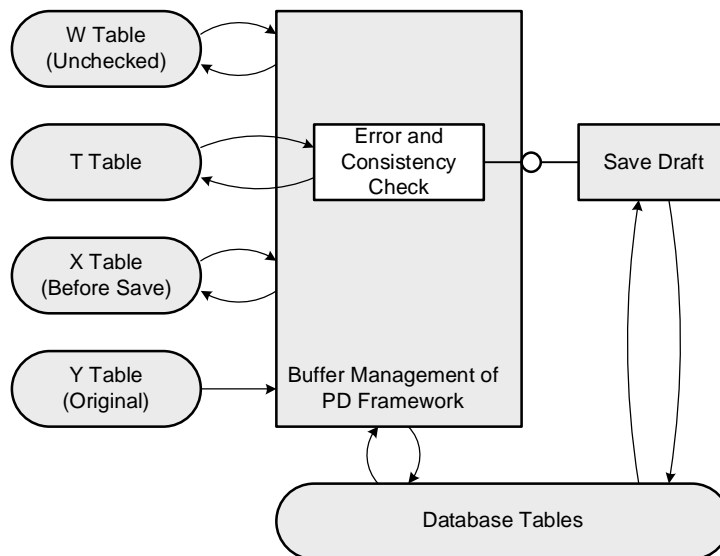 W Table
(Unchecked)
T Table
Error and
Consistency
Check
Save Draft
X Table
(Before Save)
Y Table
(Original)
Buffer Management of
PD Framework
Database Tables